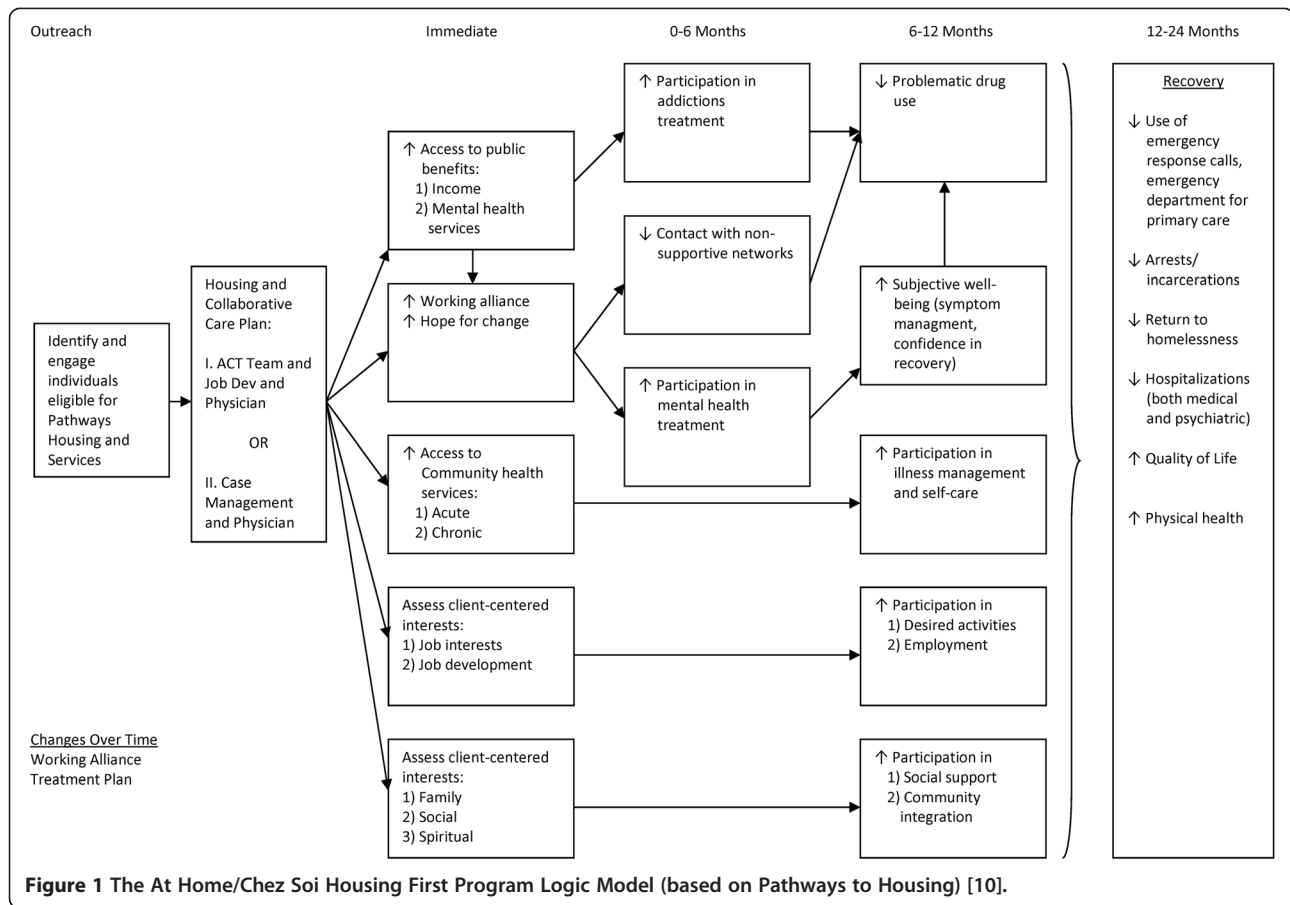 Outreach
Immediate
0-6 Months
6-12 Months
12-24 Months
Identify and
engage
individuals
eligible for
Pathways
Housing and
Services
Housing and
Collaborative
Care Plan:
I. ACT Team and
Job Dev and
Physician
OR
II. Case
Management
and Physician
↑ Access to public
benefits:
1) Income
2) Mental health
services
↑ Working alliance
↑ Hope for change
↑ Access to
Community health
services:
1) Acute
2) Chronic
Assess client-centered
interests:
1) Job interests
2) Job development
Assess client-centered
interests:
1) Family
2) Social
3) Spiritual
↑ Participation in
addictions
treatment
↓ Contact with non-
supportive networks
↑ Participation in
mental health
treatment
↓ Problematic drug
use
↑ Subjective well-
being (symptom
managment,
confidence in
recovery)
↑ Participation in
illness management
and self-care
↑ Participation in
1) Desired activities
2) Employment
↑ Participation in
1) Social support
2) Community
integration
Recovery
↓ Use of
emergency
response calls,
emergency
department for
primary care
↓ Arrests/
incarcerations
↓ Return to
homelessness
↓ Hospitalizations
(both medical
and psychiatric)
↑ Quality of Life
↑ Physical health
Changes Over Time
Working Alliance
Treatment Plan
Figure 1 The At Home/Chez Soi Housing First Program Logic Model (based on Pathways to Housing) [10].